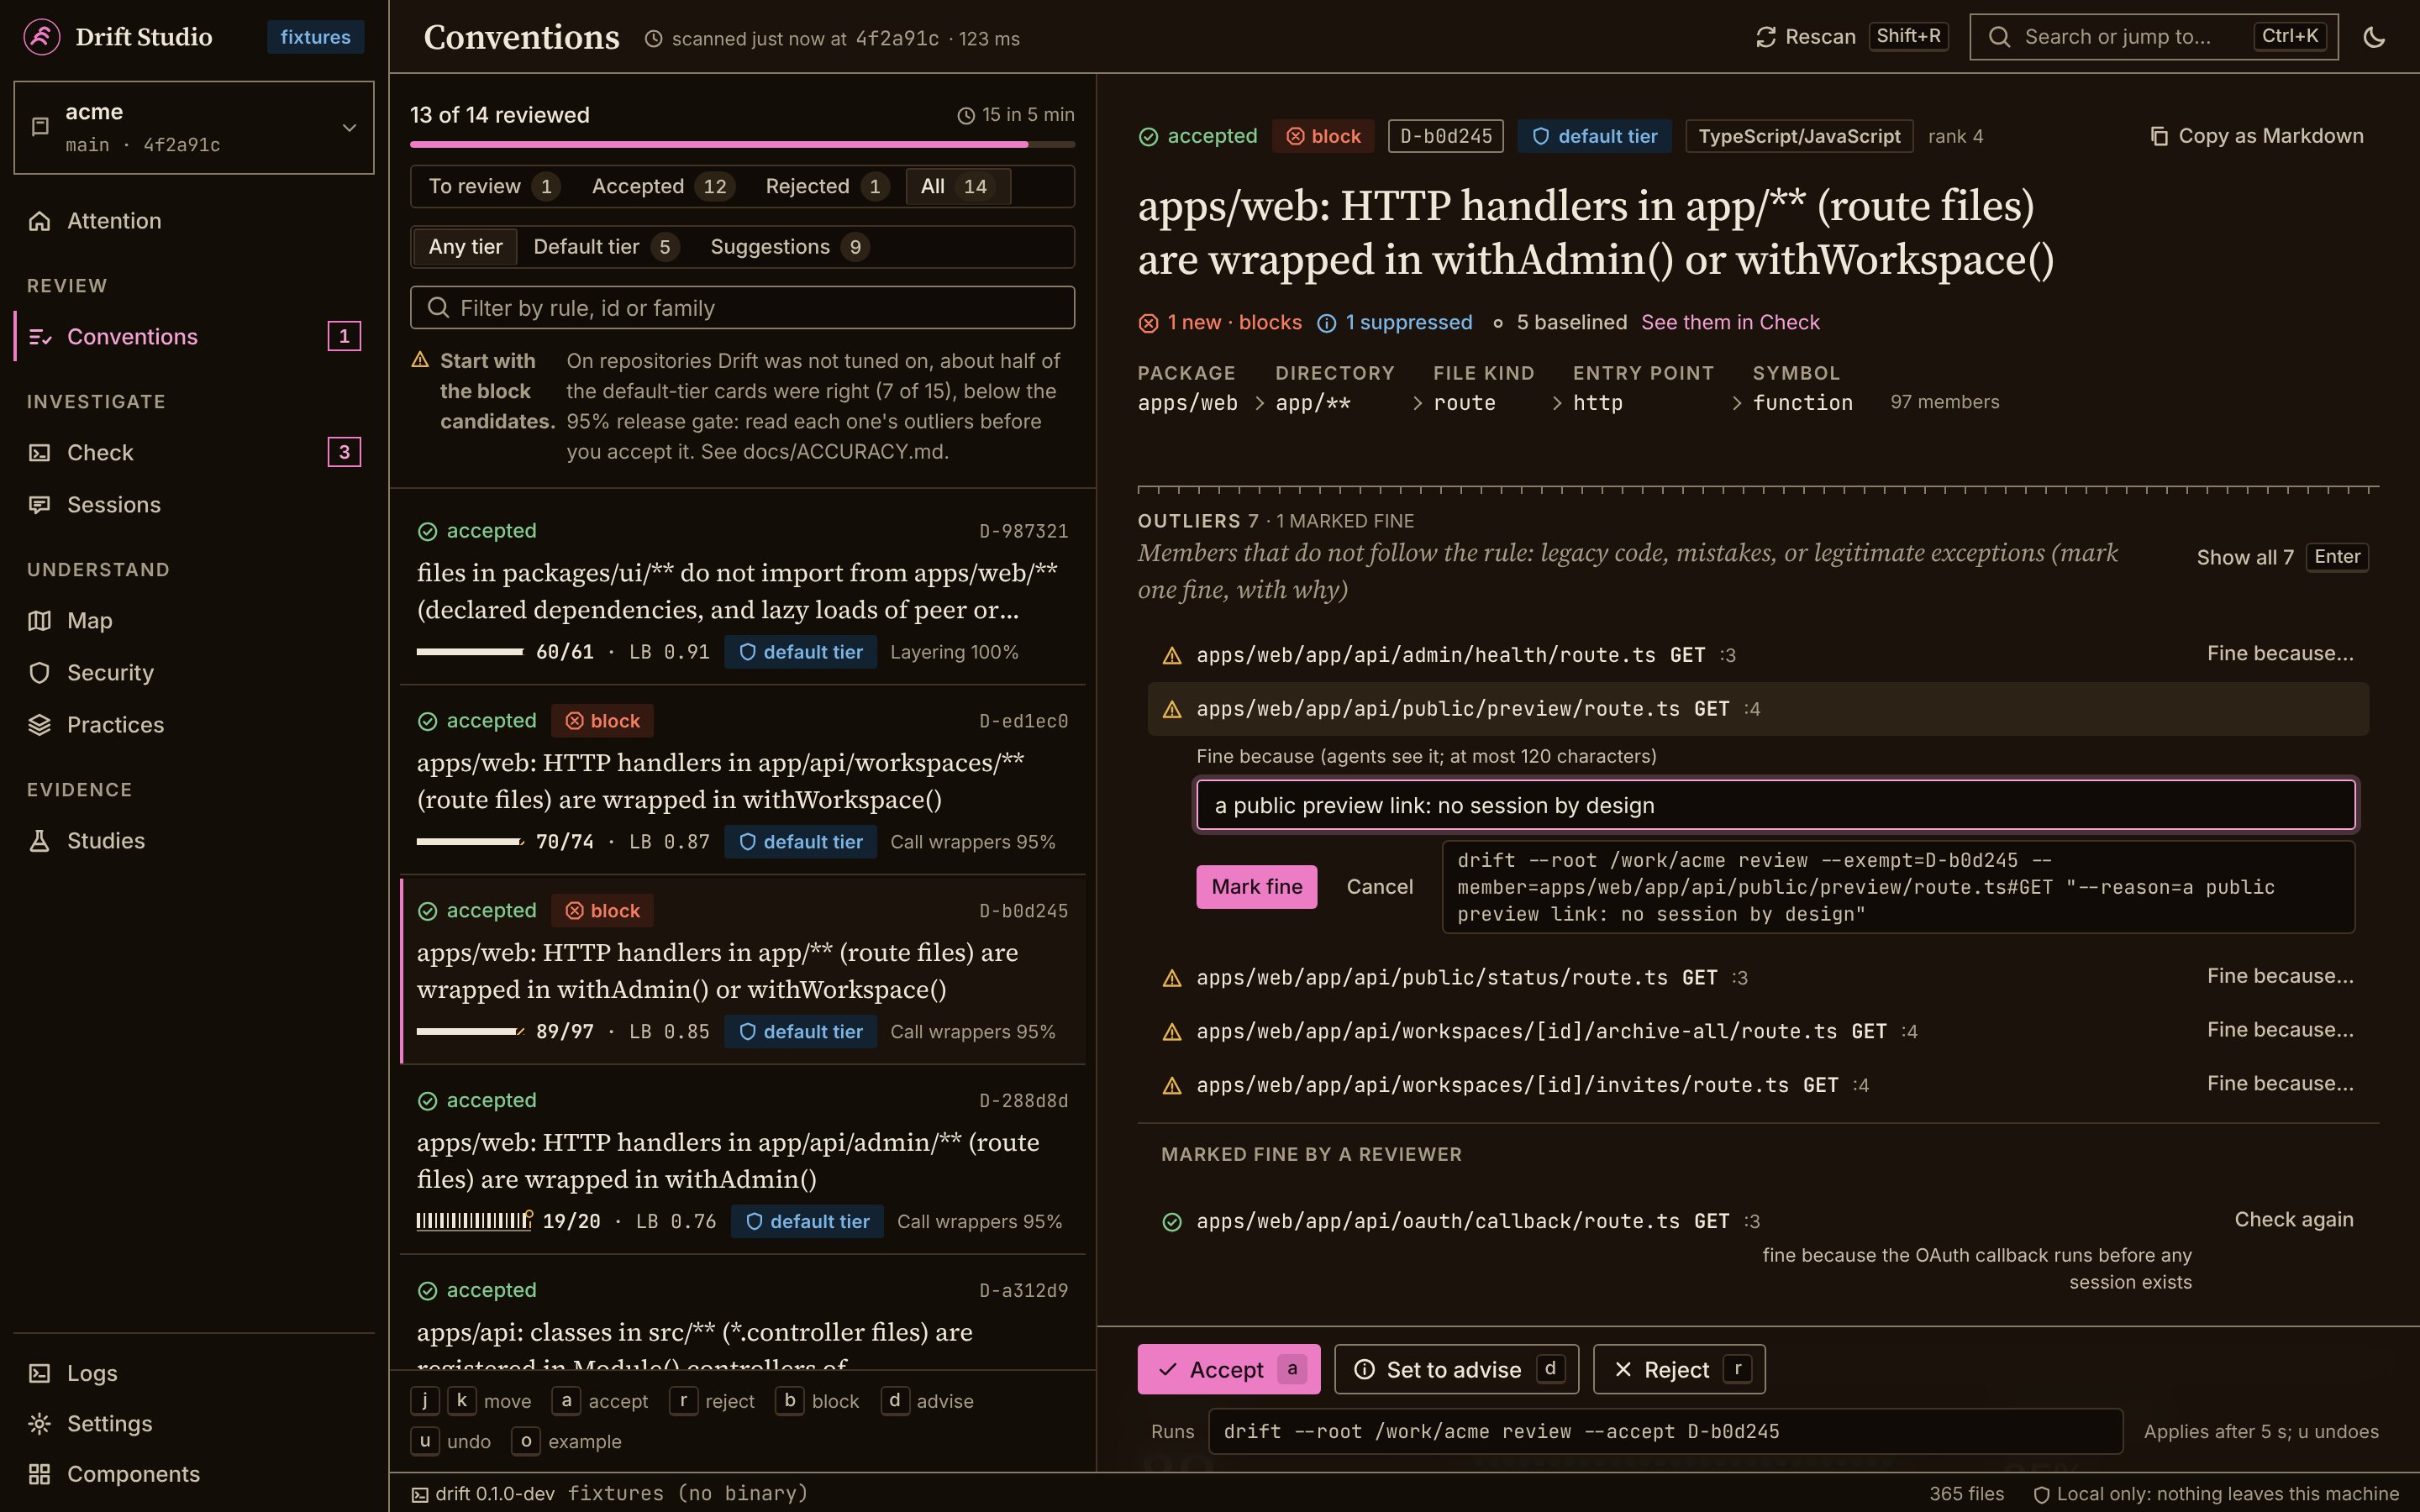 Drift Studio
fixtures
acme
main · 4f2a91c
Attention
REVIEW
Conventions 1
INVESTIGATE
Check 3
Sessions
UNDERSTAND
Map
Security
Practices
EVIDENCE
Studies
Logs
Settings
Components
Conventions
scanned just now at 4f2a91c · 123 ms
Rescan Shift+R
Search or jump to... Ctrl+K
13 of 14 reviewed
15 in 5 min
To review 1 Accepted 12 Rejected 1 All 14
Any tier Default tier 5 Suggestions 9
Filter by rule, id or family
Start with
the block
candidates.
On repositories Drift was not tuned on, about half of
the default-tier cards were right (7 of 15), below the
95% release gate: read each one's outliers before
you accept it. See docs/ACCURACY.md.
accepted D-987321
files in packages/ui/** do not import from apps/web/**
(declared dependencies, and lazy loads of peer or...
60/61 · LB 0.91 default tier Layering 100%
accepted block D-ed1ec0
apps/web: HTTP handlers in app/api/workspaces/**
(route files) are wrapped in withWorkspace()
70/74 · LB 0.87 default tier Call wrappers 95%
accepted block D-b0d245
apps/web: HTTP handlers in app/** (route files) are
wrapped in withAdmin() or withWorkspace()
89/97 · LB 0.85 default tier Call wrappers 95%
accepted D-288d8d
apps/web: HTTP handlers in app/api/admin/** (route
files) are wrapped in withAdmin()
19/20 · LB 0.76 default tier Call wrappers 95%
accepted D-a312d9
apps/api: classes in src/** (*.controller files) are
registered in Module() controllers of
j k move a accept r reject b block d advise
u undo o example
accepted block D-b0d245 default tier TypeScript/JavaScript rank 4
Copy as Markdown
apps/web: HTTP handlers in app/** (route files)
are wrapped in withAdmin() or withWorkspace()
1 new · blocks 1 suppressed 5 baselined See them in Check
PACKAGE DIRECTORY FILE KIND ENTRY POINT SYMBOL
apps/web app/** route http function 97 members
OUTLIERS 7 · 1 MARKED FINE
Members that do not follow the rule: legacy code, mistakes, or legitimate exceptions (mark
one fine, with why)
Show all 7 Enter
apps/web/app/api/admin/health/route.ts GET :3 Fine because...
apps/web/app/api/public/preview/route.ts GET :4
Fine because (agents see it; at most 120 characters)
a public preview link: no session by design
Mark fine Cancel
drift --root /work/acme review --exempt=D-b0d245 --
member=apps/web/app/api/public/preview/route.ts#GET "--reason=a public
preview link: no session by design"
apps/web/app/api/public/status/route.ts GET :3 Fine because...
apps/web/app/api/workspaces/[id]/archive-all/route.ts GET :4 Fine because...
apps/web/app/api/workspaces/[id]/invites/route.ts GET :4 Fine because...
MARKED FINE BY A REVIEWER
apps/web/app/api/oauth/callback/route.ts GET :3 Check again
fine because the OAuth callback runs before any
session exists
Accept a Set to advise d Reject r
Runs drift --root /work/acme review --accept D-b0d245 Applies after 5 s; u undoes
drift 0.1.0-dev fixtures (no binary)
365 files Local only: nothing leaves this machine